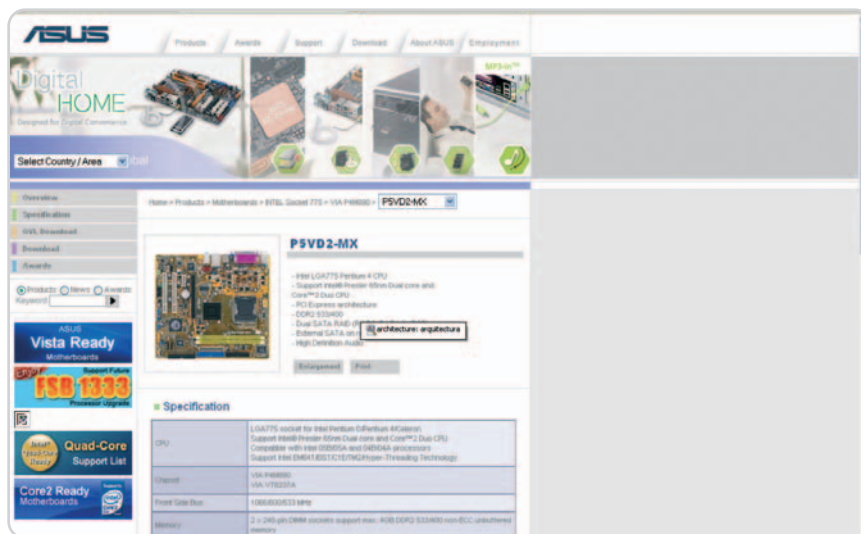 ASUS
Products
Awards
Support
Download
About ASUS
Employment
Digital
HOME
Designed for Digital Convenience
MP3-in™
Select Country / Area
Overview
Specification
QVL Download
Download
Awards
Home > Products > Motherboards > INTEL Socket 775 > VIA P4M890 > P5VD2-MX
Products News Awards
Keyword
P5VD2-MX
- Intel LGA775 Pentium 4 CPU
- Support Intel® Presler 65nm Dual core and
Core™2 Duo CPU
- PCI Express architecture
- DDR2 533/400
- Dual SATA RAID
- External SATA on
- High Definition Audio
architecture: arquitectura
Enlargement
Print
ASUS
Vista Ready
Motherboards
Enjoy
Support Future
FSB 1333
Processor Upgrade
Quad-Core
Support List
Core2 Ready
Motherboards
Specification
CPU
LGA775 socket for Intel Pentium D/Pentium 4/Celeron
Support Intel® Presler 65nm Dual core and Core™2 Duo CPU
Compatible with Intel 05B/05A and 04B/04A processors
Support Intel EM64T/EIST/C1E/TM2/Hyper-Threading Technology
Chipset
VIA P4M890
VIA VT8237A
Front Side Bus
1066/800/533 MHz
Memory
2 x 240-pin DIMM sockets support max. 4GB DDR2 533/400 non-ECC unbuffered
memory